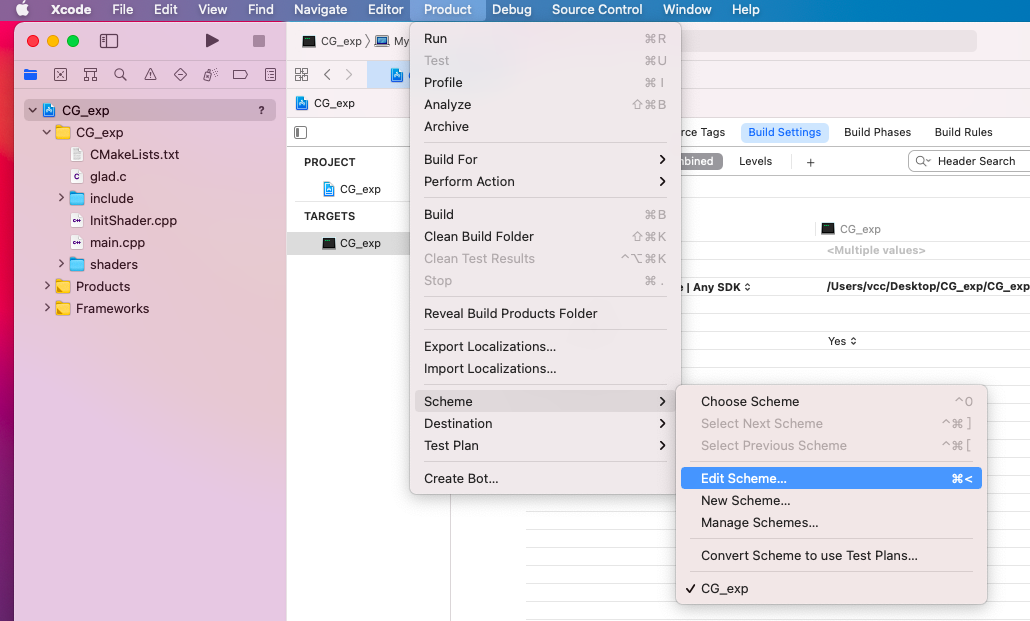 Xcode File Edit View Find Navigate Editor Product Debug Source Control Window Help
CG_exp My
CG_exp ?
CG_exp
CMakeLists.txt
glad.c
include
InitShader.cpp
main.cpp
shaders
Products
Frameworks
CG_exp
PROJECT
CG_exp
TARGETS
CG_exp
Run ⌘R
Test ⌘U
Profile ⌘I
Analyze ⇧⌘B
Archive
Build For
Perform Action
Build ⌘B
Clean Build Folder ⇧⌘K
Clean Test Results ^⌥⌘K
Stop ⌘.
Reveal Build Products Folder
Export Localizations...
Import Localizations...
Scheme
Destination
Test Plan
Create Bot...
rce Tags Build Settings Build Phases Build Rules
bined Levels + Header Search
CG_exp
<Multiple values>
e | Any SDK /Users/vcc/Desktop/CG_exp/CG_exp
Yes
Choose Scheme ^0
Select Next Scheme ^⌘]
Select Previous Scheme ^⌘[
Edit Scheme... ⌘<
New Scheme...
Manage Schemes...
Convert Scheme to use Test Plans...
✓ CG_exp